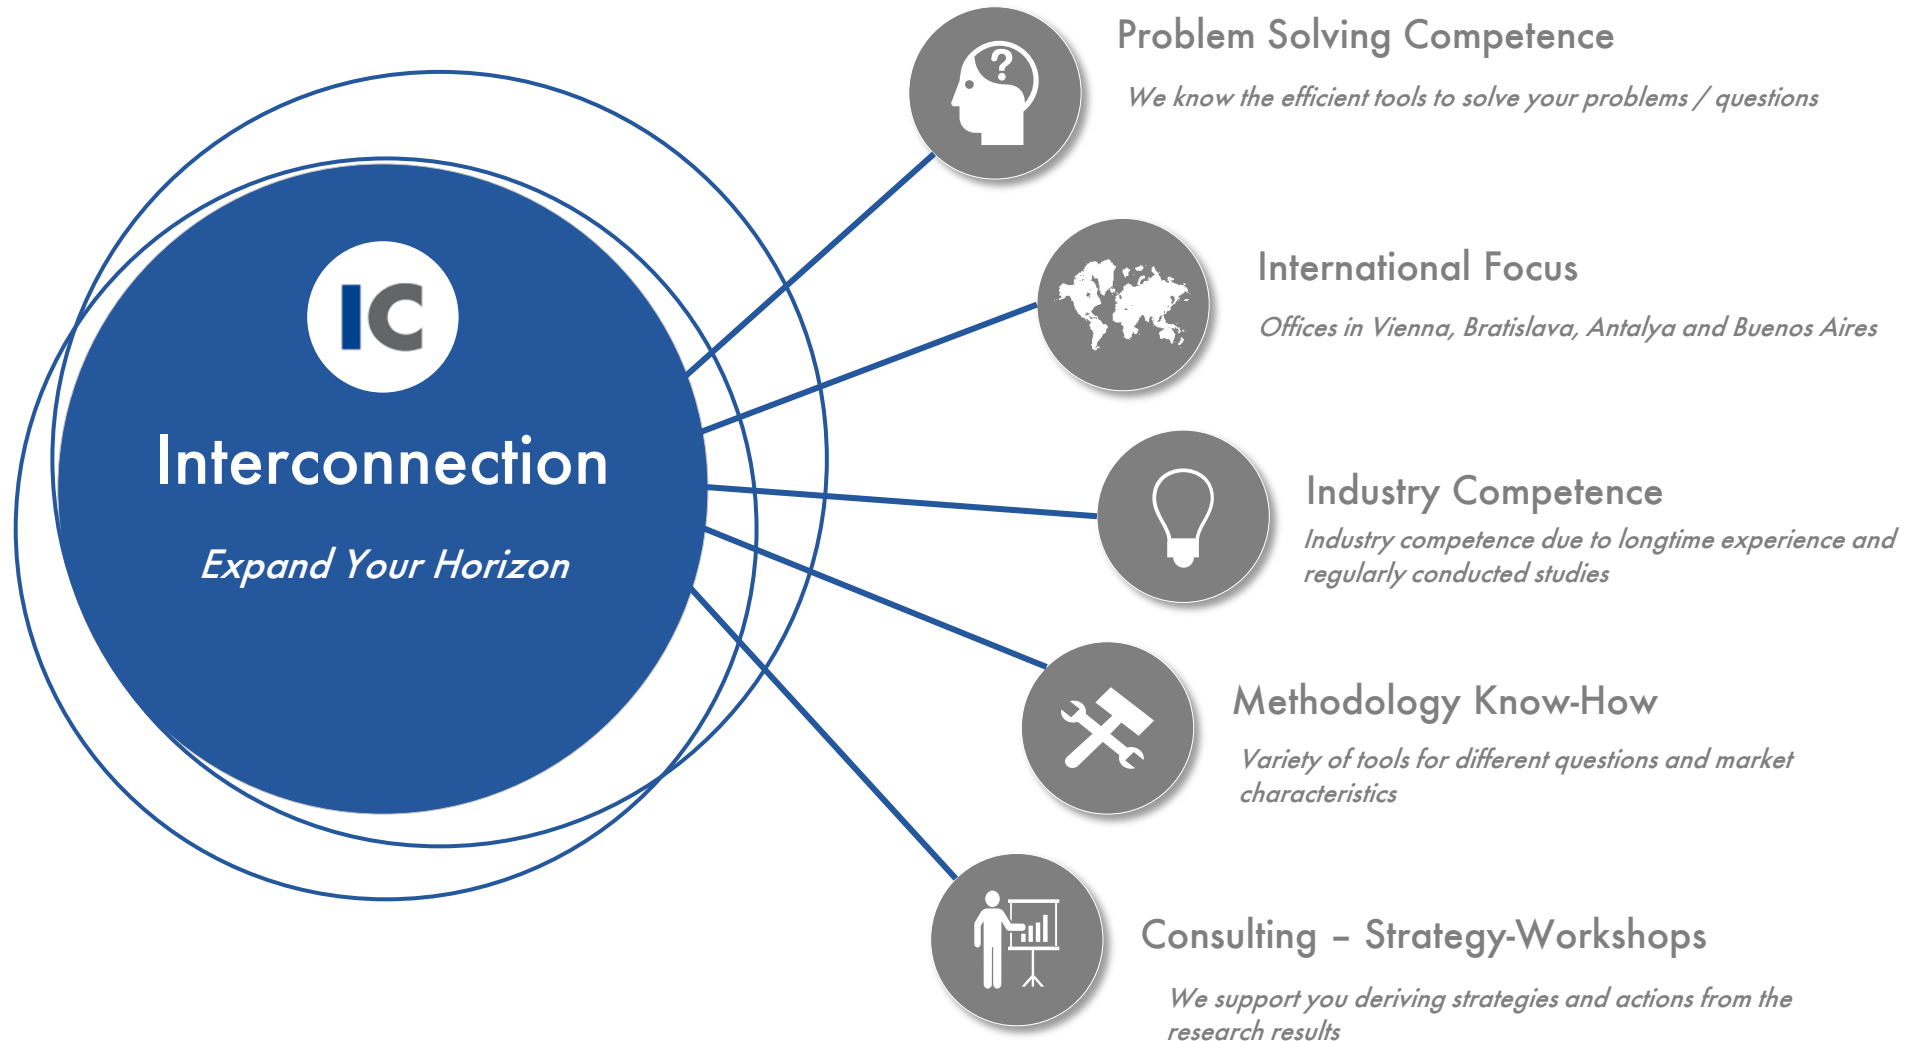 IC
Interconnection
Expand Your Horizon
?
Problem Solving Competence
We know the efficient tools to solve your problems / questions
International Focus
Offices in Vienna, Bratislava, Antalya and Buenos Aires
Industry Competence
Industry competence due to longtime experience and
regularly conducted studies
Methodology Know-How
Variety of tools for different questions and market
characteristics
Consulting – Strategy-Workshops
We support you deriving strategies and actions from the
research results